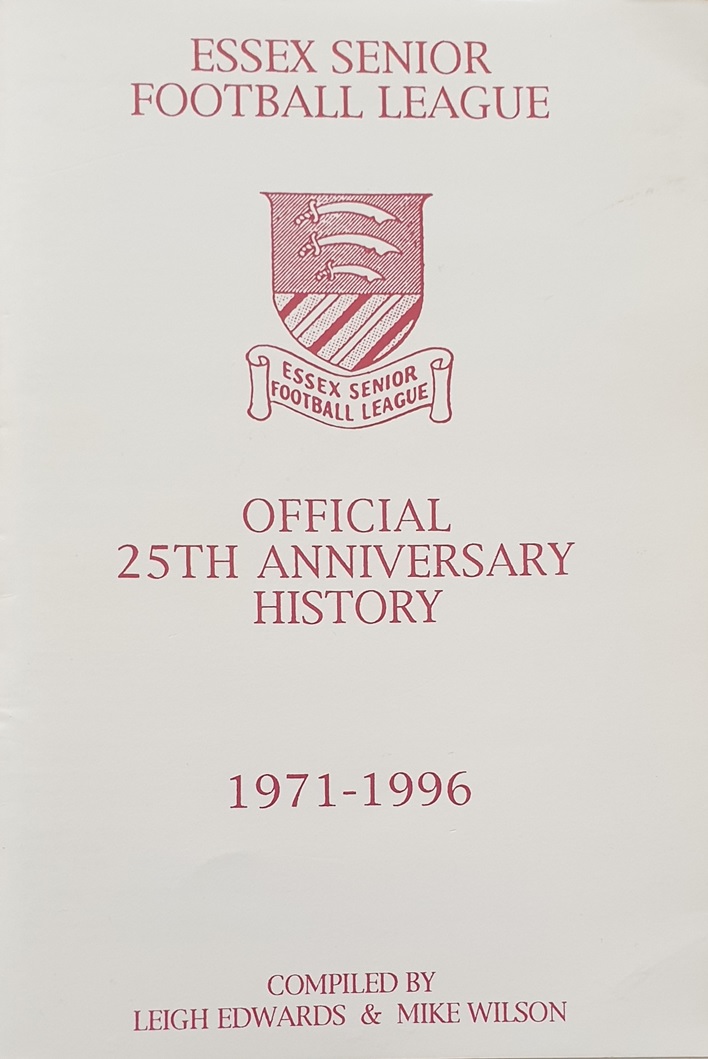 ESSEX SENIOR
FOOTBALL LEAGUE
ESSEX SENIOR
FOOTBALL LEAGUE
OFFICIAL
25TH ANNIVERSARY
HISTORY
1971-1996
COMPILED BY
LEIGH EDWARDS & MIKE WILSON